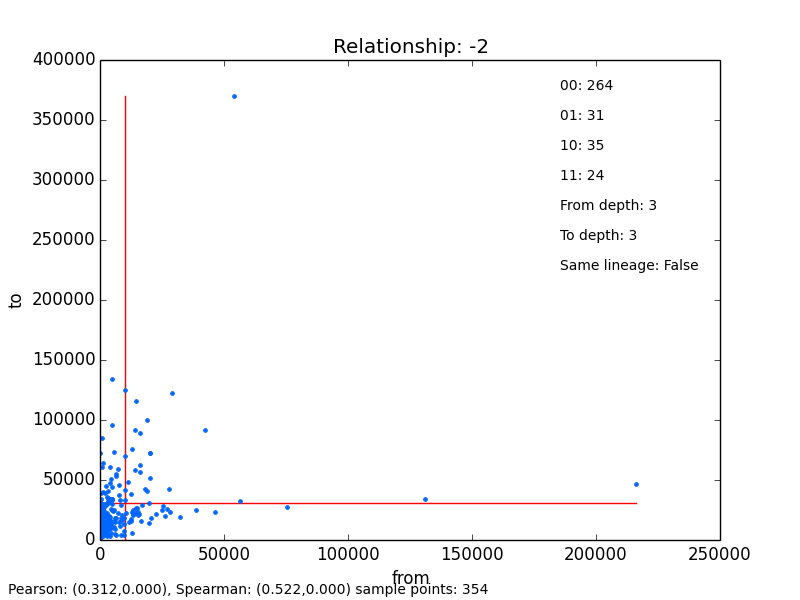 Relationship: -2
400000
350000
300000
250000
200000
150000
100000
50000
0
to
00: 264
01: 31
10: 35
11: 24
From depth: 3
To depth: 3
Same lineage: False
0
50000
100000
150000
200000
250000
from
Pearson: (0.312,0.000), Spearman: (0.522,0.000) sample points: 354